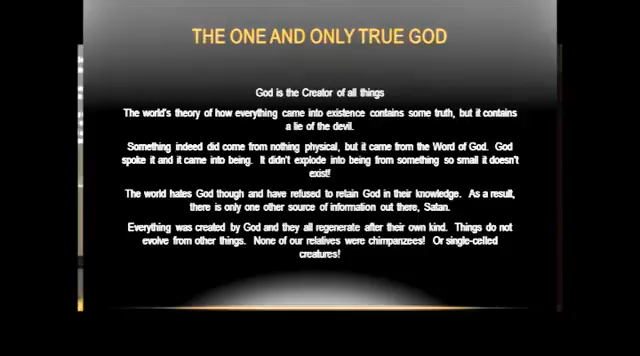 THE ONE AND ONLY TRUE GOD
God is the Creator of all things
The world's theory of how everything came into existence contains some truth, but it contains
a lie of the devil.
Something indeed did come from nothing physical, but it came from the Word of God. God
spoke it and it came into being. It didn't explode into being from something so small it doesn't
exist!
The world hates God though and have refused to retain God in their knowledge. As a result,
there is only one other source of information out there, Satan.
Everything was created by God and they all regenerate after their own kind. Things do not
evolve from other things. None of our relatives were chimpanzees! Or single-celled
creatures!